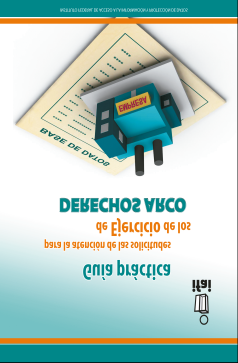 ifai
Guía práctica
para la atención de las solicitudes
de Ejercicio de los
DERECHOS ARCO
BASE DE DATOS
EMPRESA
INSTITUTO FEDERAL DE ACCESO A LA INFORMACIÓN Y PROTECCIÓN DE DATOS